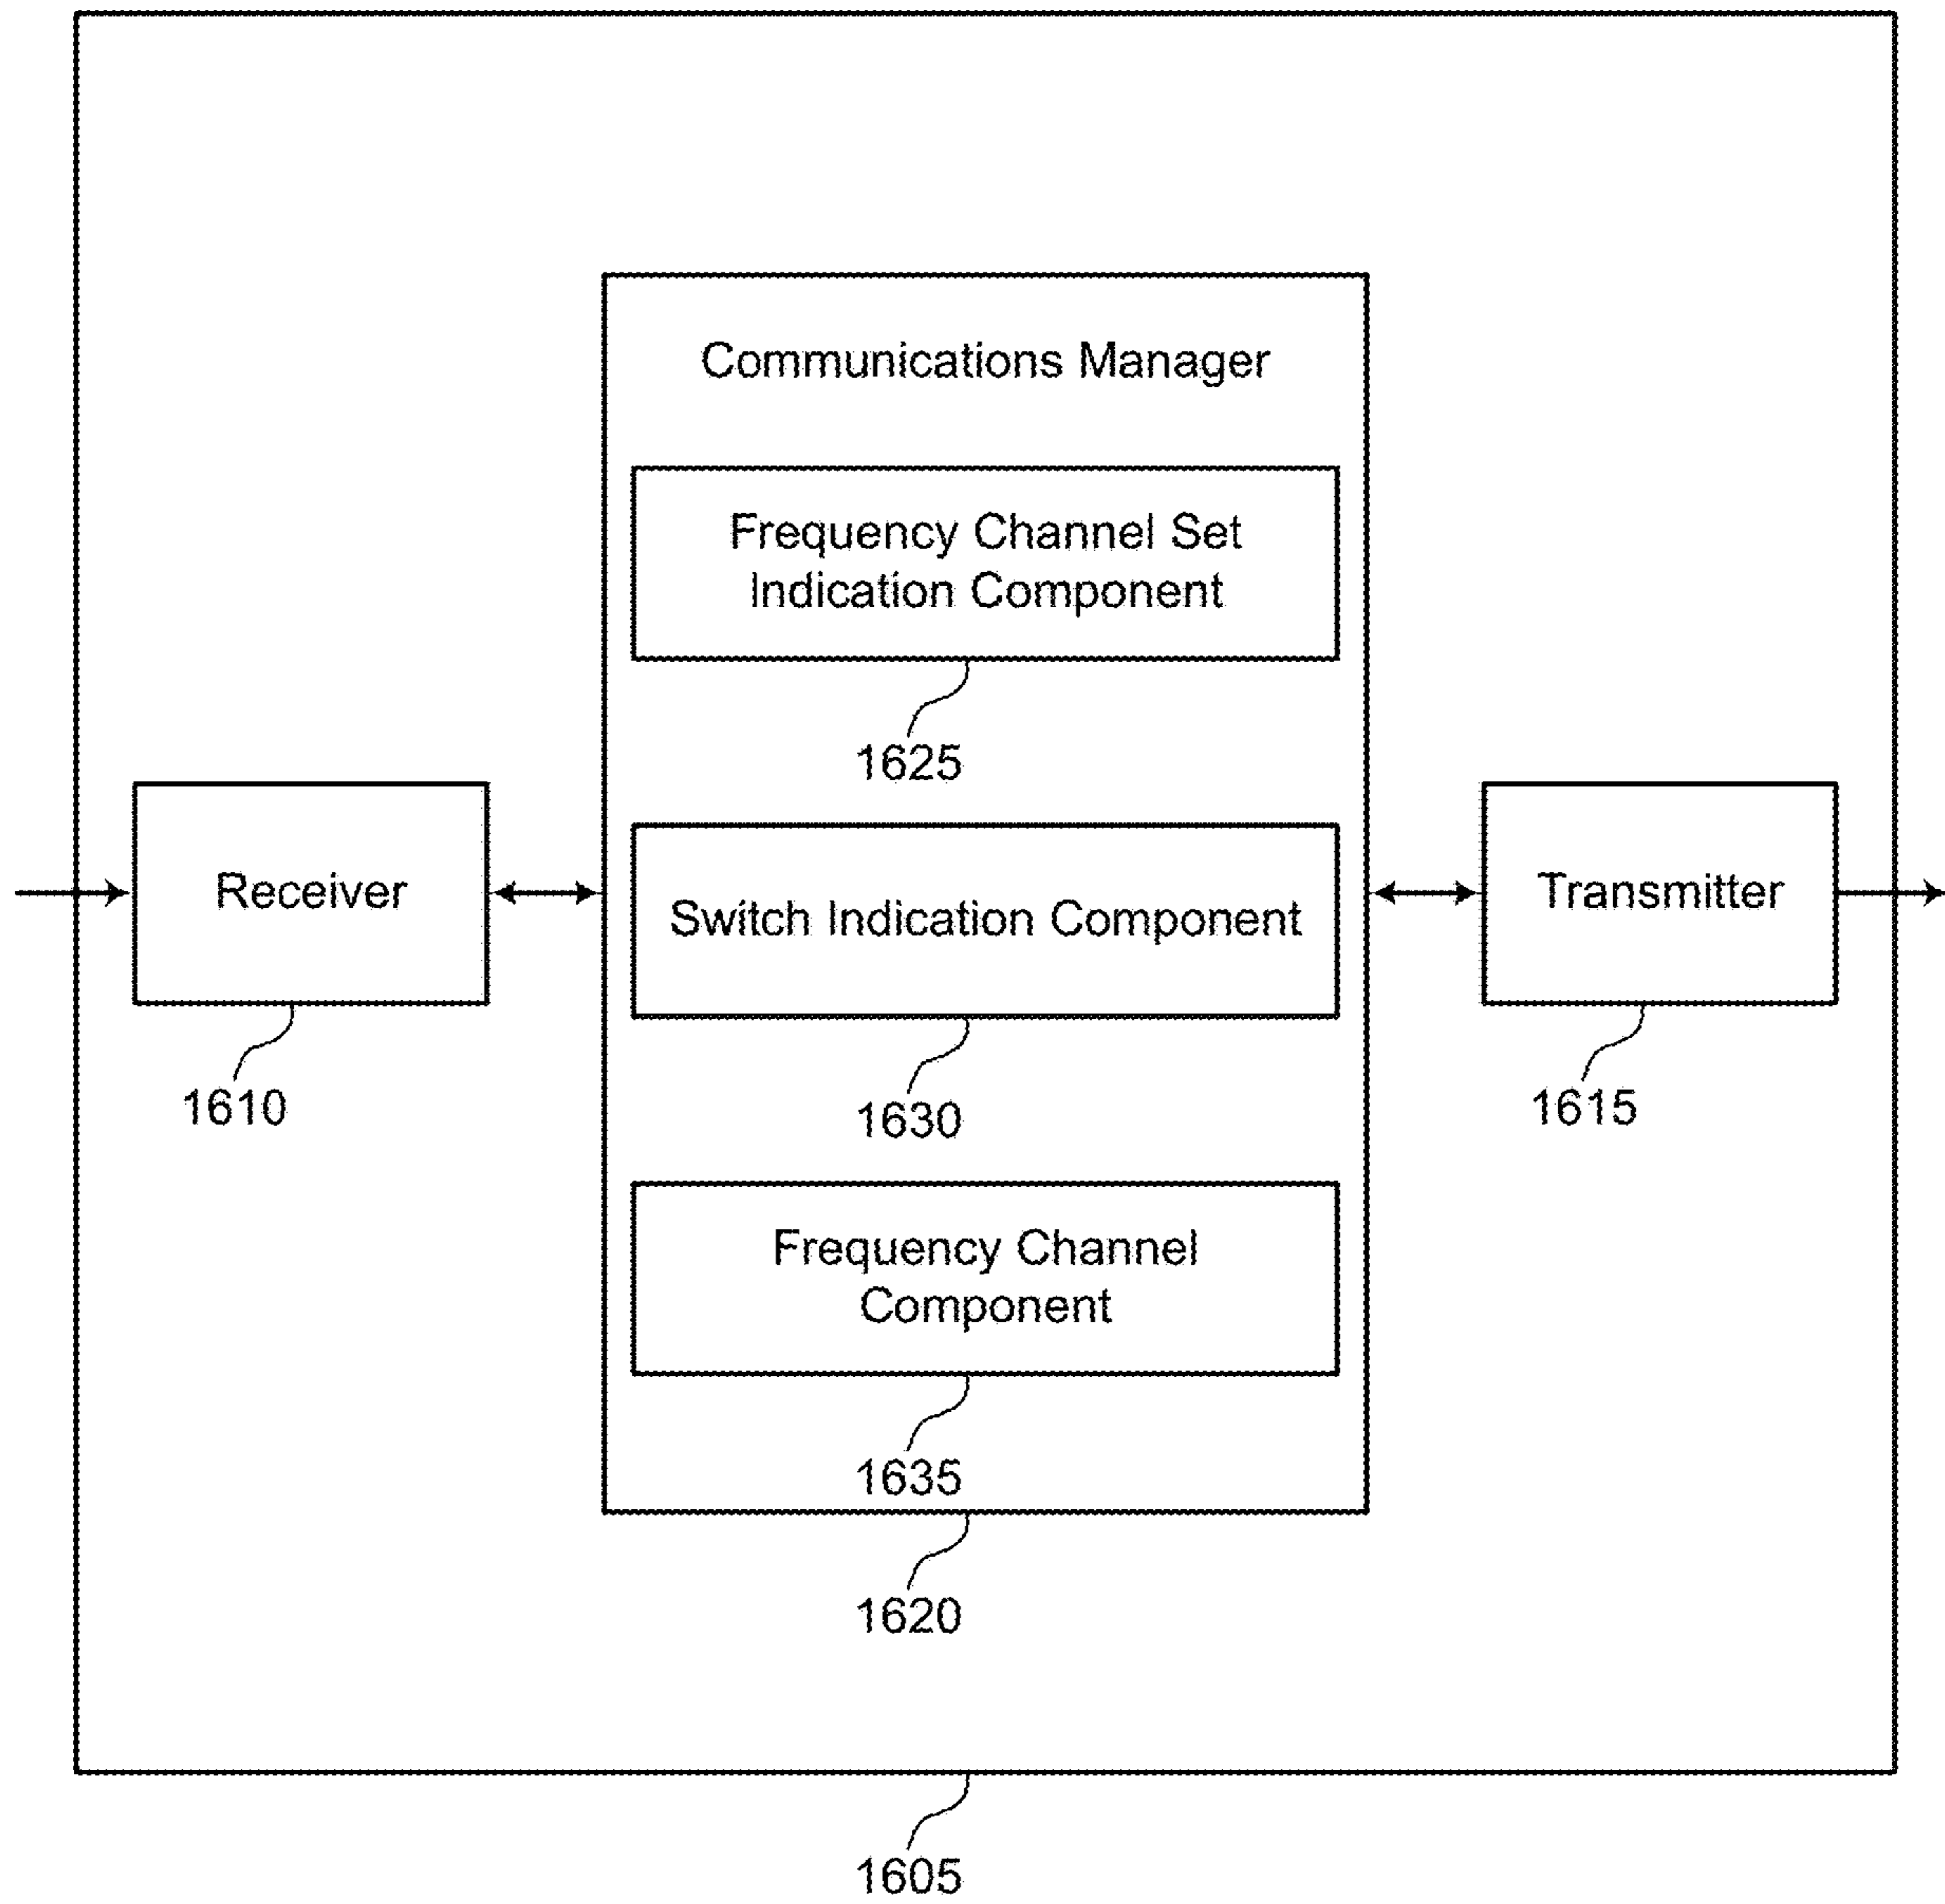 Communications Manager
Frequency Channel Set
Indication Component
1625
Receiver
1610
Switch Indication Component
1630
Transmitter
1615
Frequency Channel
Component
1635
1620
1605